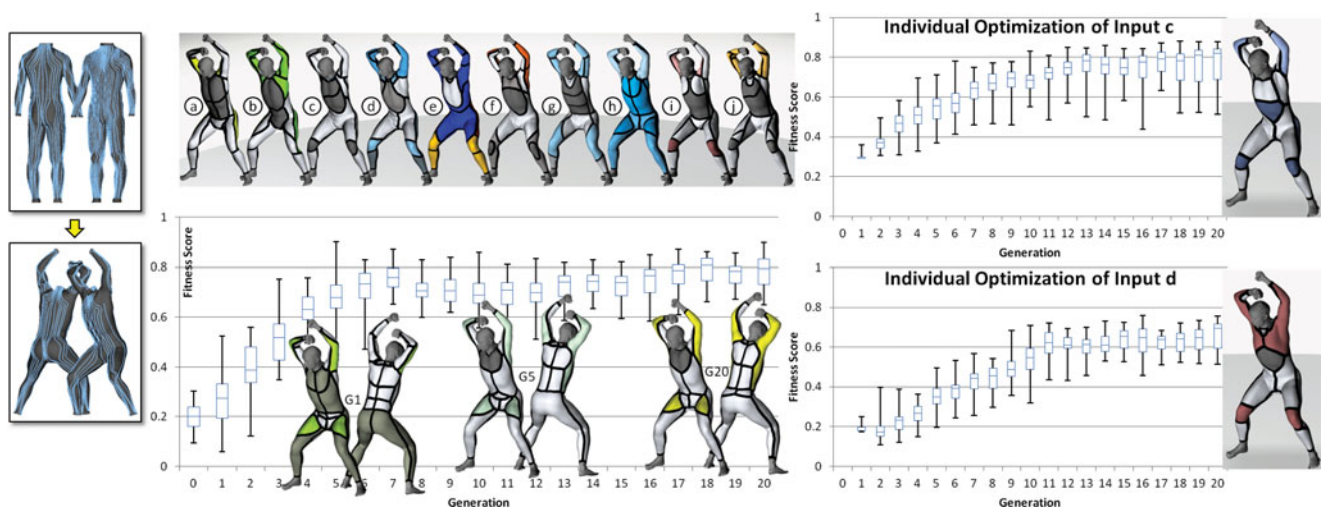 a b c d e f g h i j
1
Fitness Score
0.8
0.6
0.4
0.2
0
G1
G5
G20
0 1 2 3 4 5 6 7 8 9 10 11 12 13 14 15 16 17 18 19 20
Generation
Individual Optimization of Input c
1
0.8
0.6
0.4
0.2
0
Fitness Score
0 1 2 3 4 5 6 7 8 9 10 11 12 13 14 15 16 17 18 19 20
Generation
Individual Optimization of Input d
1
0.8
0.6
0.4
0.2
0
Fitness Score
0 1 2 3 4 5 6 7 8 9 10 11 12 13 14 15 16 17 18 19 20
Generation